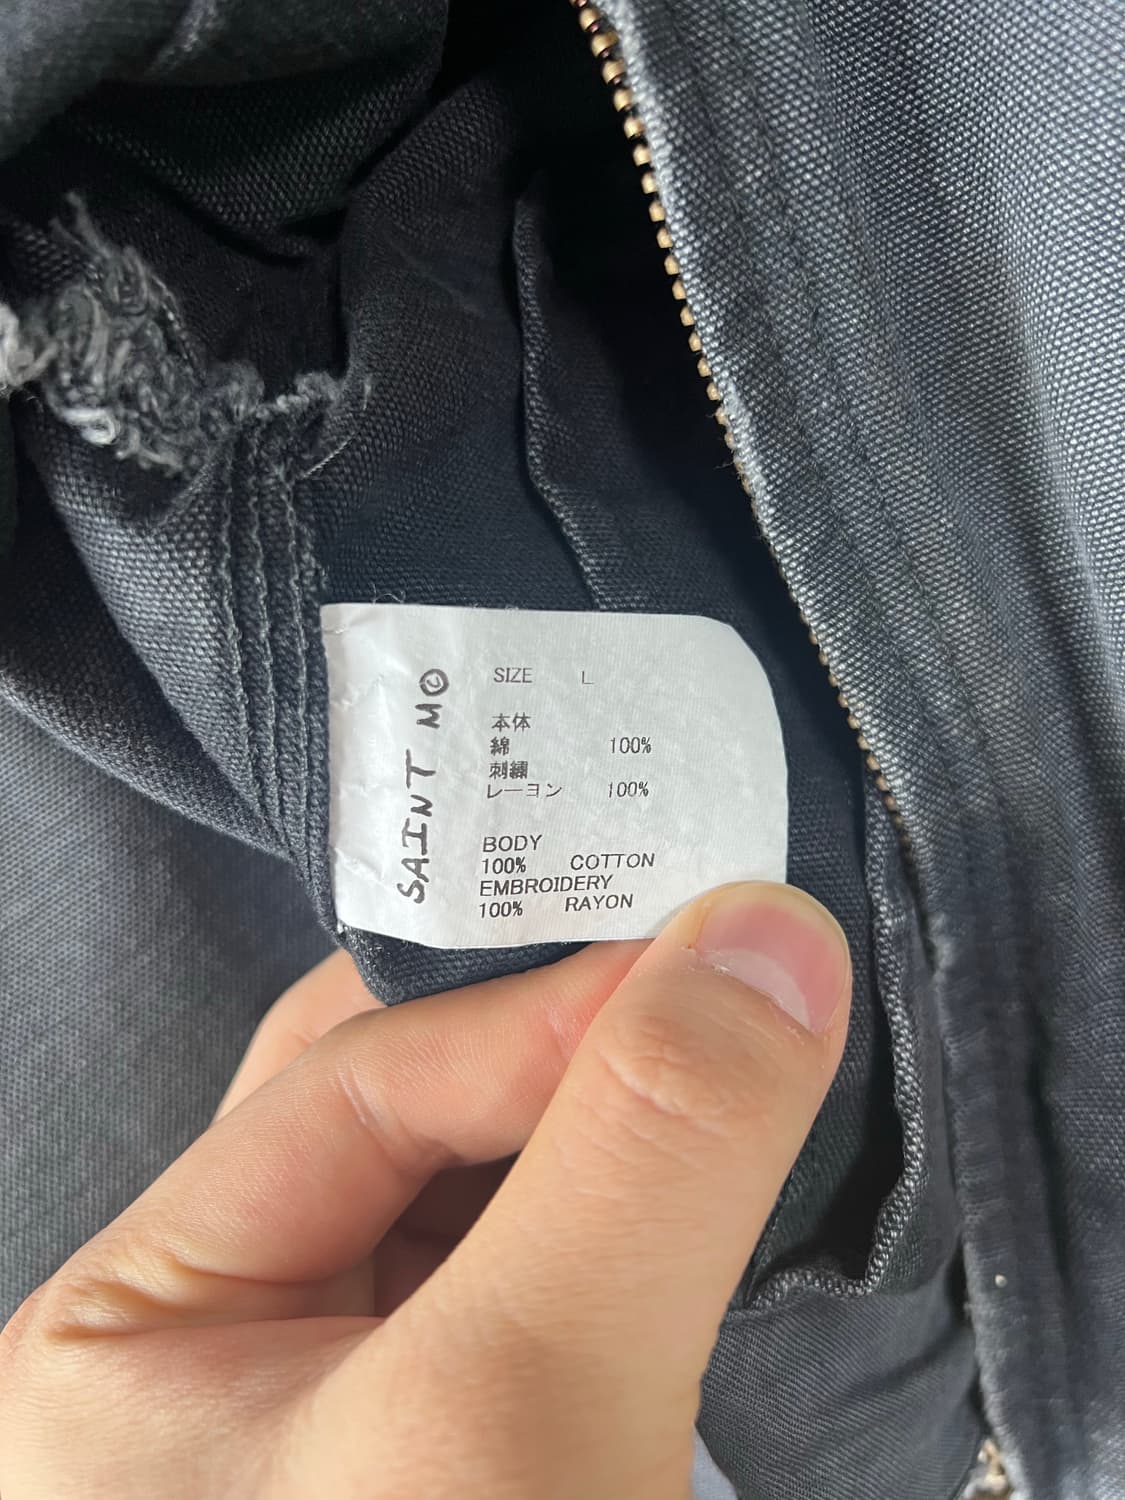 SAINT M©
SIZE L
本体
綿 100%
刺繍
レーヨン 100%
BODY
100% COTTON
EMBROIDERY
100% RAYON